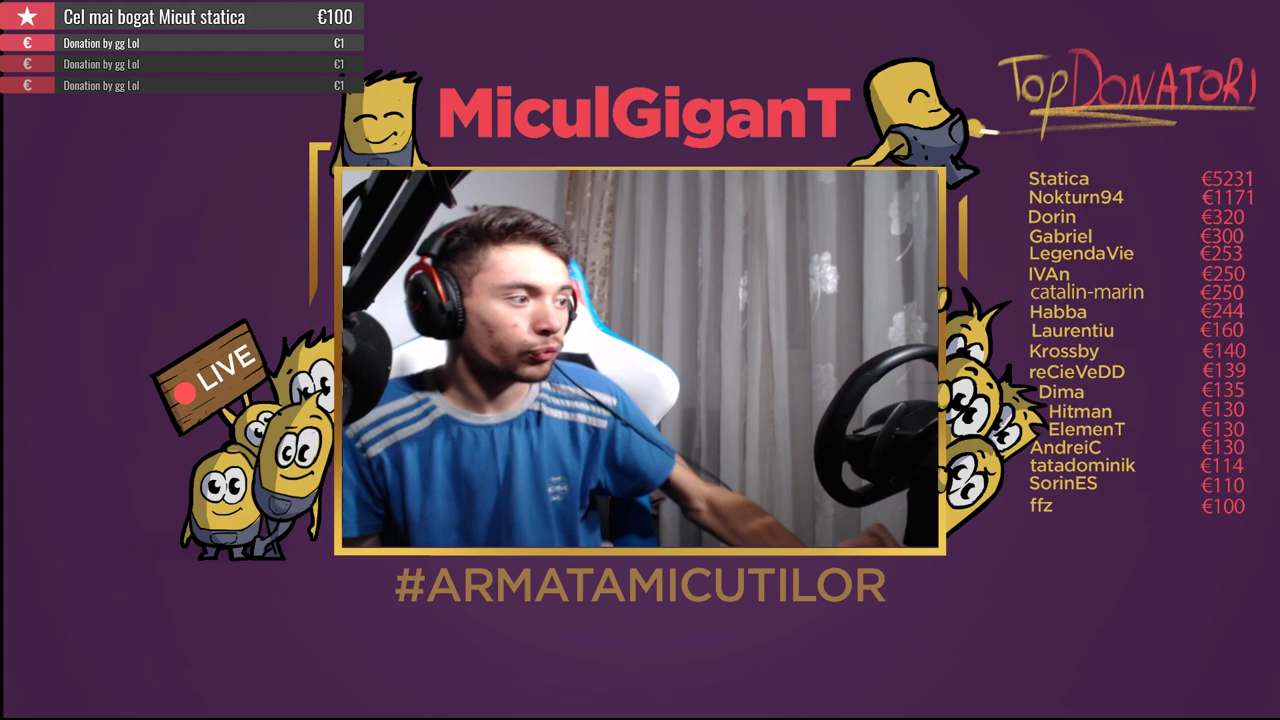 Cel mai bogat Micut statica €100
€ Donation by gg Lol €1
€ Donation by gg Lol €1
€ Donation by gg Lol €1
MiculGiganT
TOP DONATORI
Statica €5231
Nokturn94 €1171
Dorin €320
Gabriel €300
LegendaVie €253
IVAn €250
catalin-marin €250
Habba €244
Laurentiu €160
Krossby €140
reCieVeDD €139
Dima €135
Hitman €130
ElemenT €130
AndreiC €130
tatadominik €114
SorinES €110
ffz €100
LIVE
#ARMATAMICUTILOR